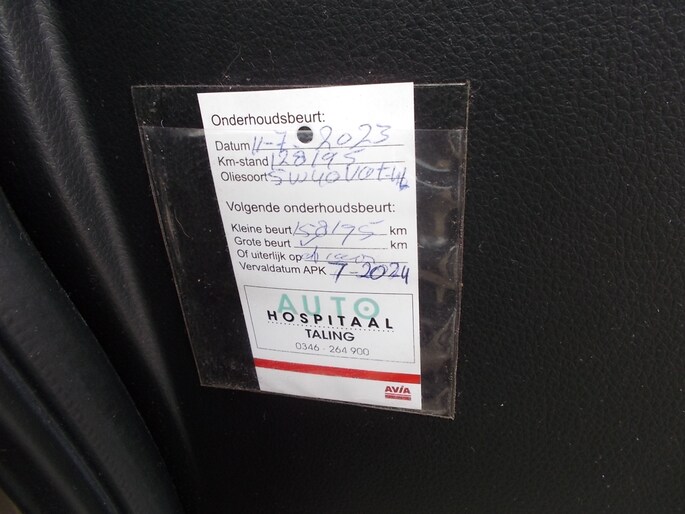 Onderhoudsbeurt:
Datum 11-7-2023
Km-stand 128195
Oliesoort 5W40
Volgende onderhoudsbeurt:
Kleine beurt 158195 km
Grote beurt ✓ km
Of uiterlijk op
Vervaldatum APK 7-2024
AUTO
HOSPITAAL
TALING
0346 - 264 900
AVIA